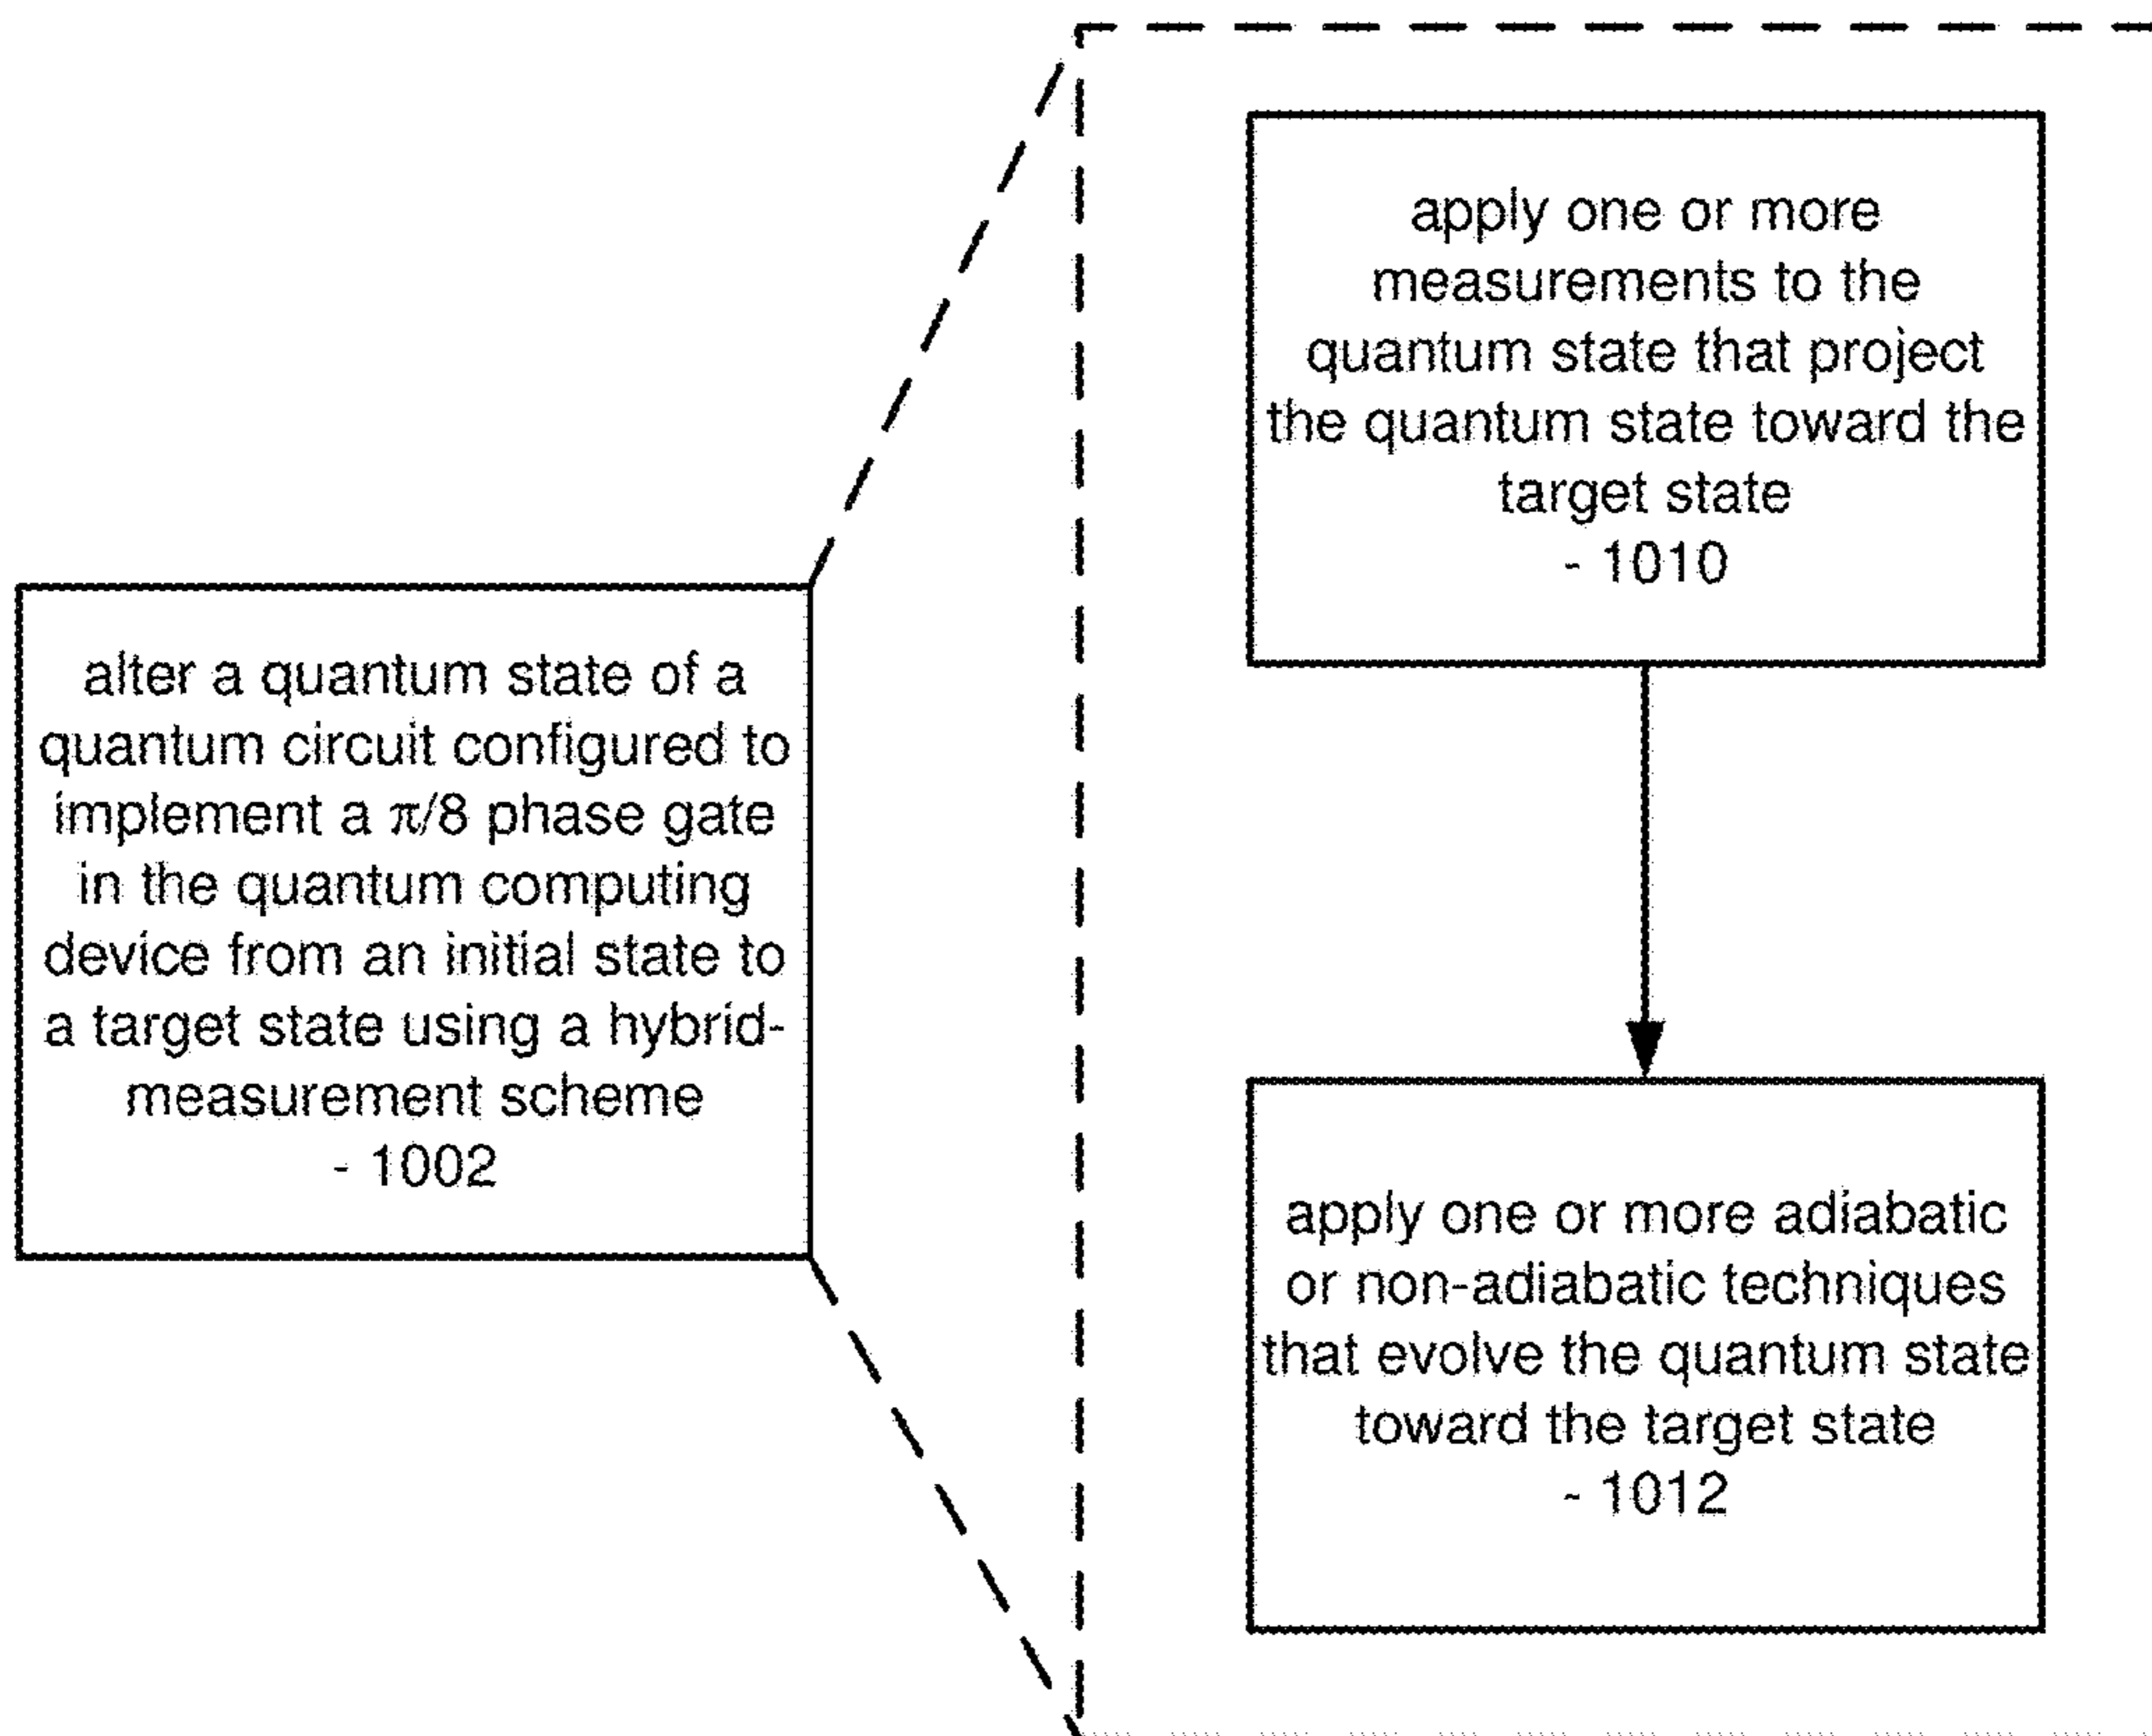 alter a quantum state of a
quantum circuit configured to
implement a π/8 phase gate
in the quantum computing
device from an initial state to
a target state using a hybrid-
measurement scheme
- 1002
apply one or more
measurements to the
quantum state that project
the quantum state toward the
target state
- 1010
apply one or more adiabatic
or non-adiabatic techniques
that evolve the quantum state
toward the target state
- 1012